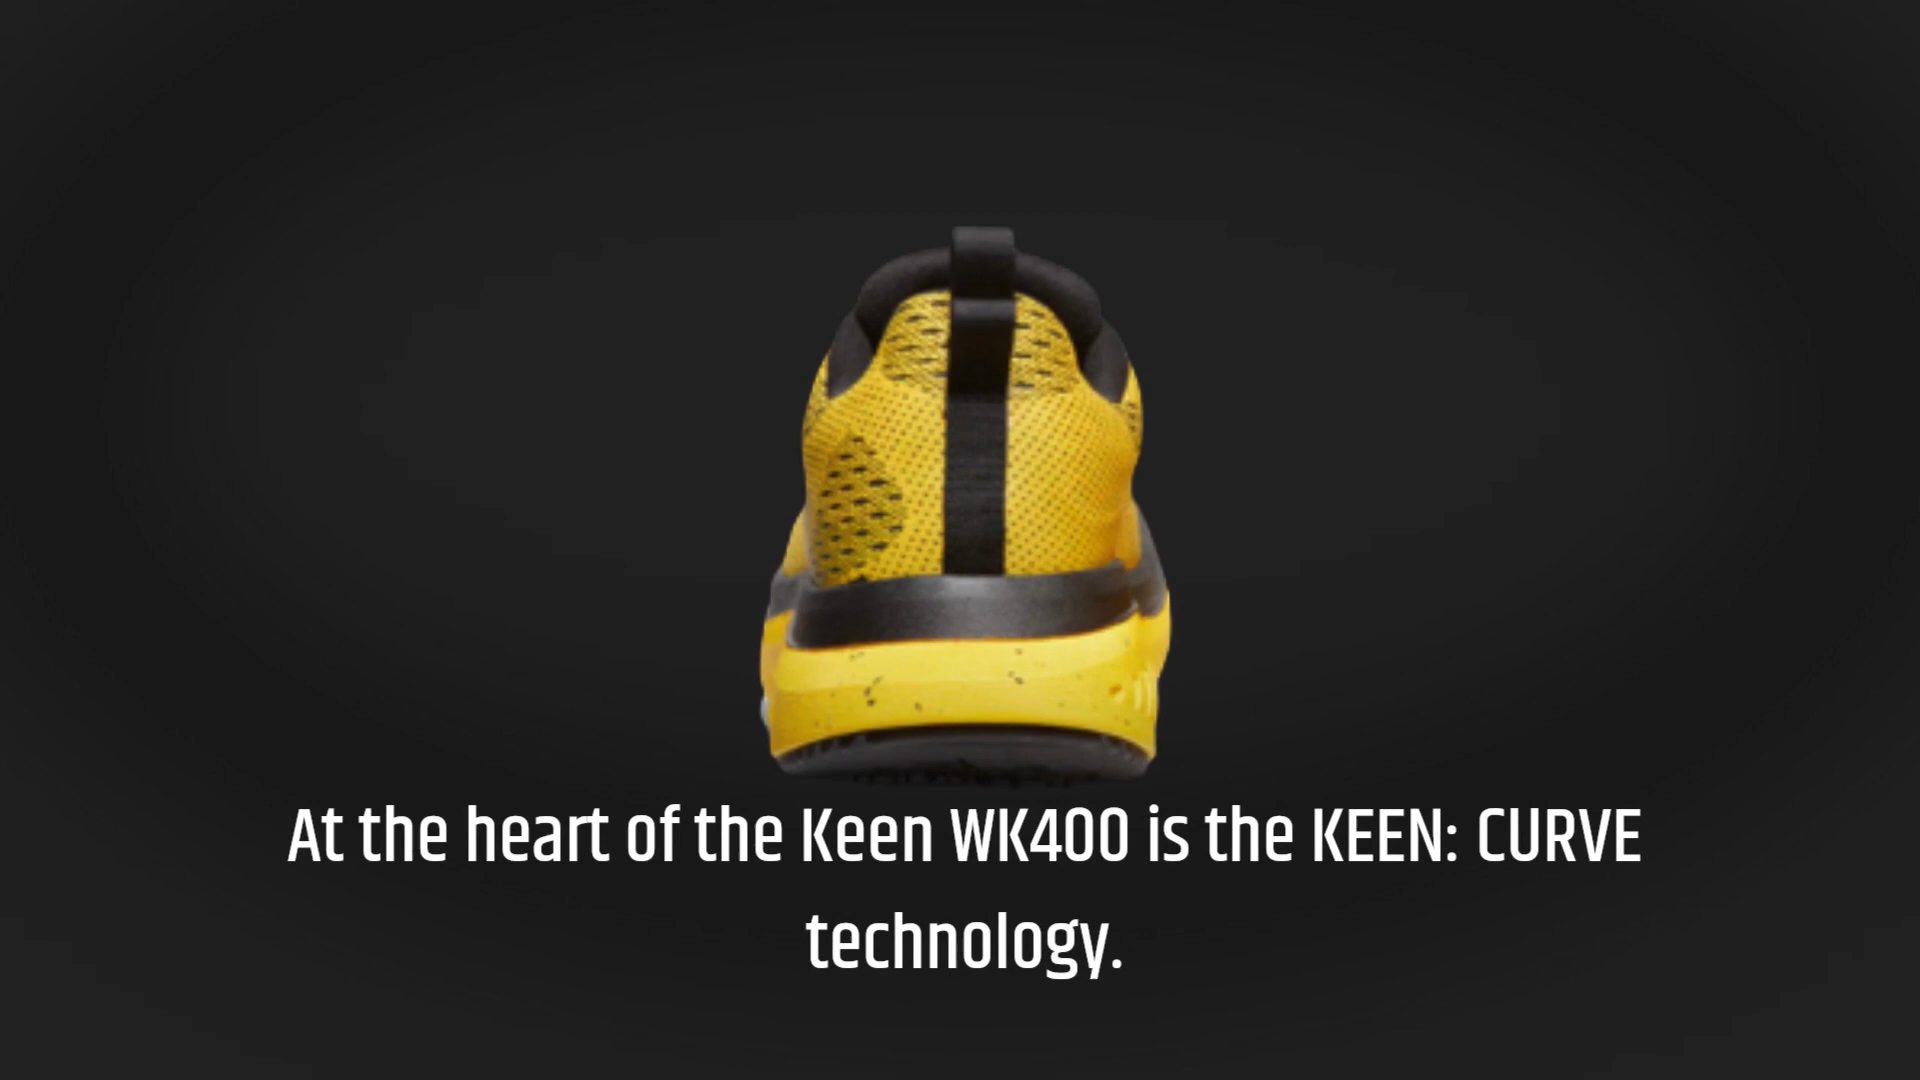 At the heart of the Keen WK400 is the KEEN: CURVE
technology.